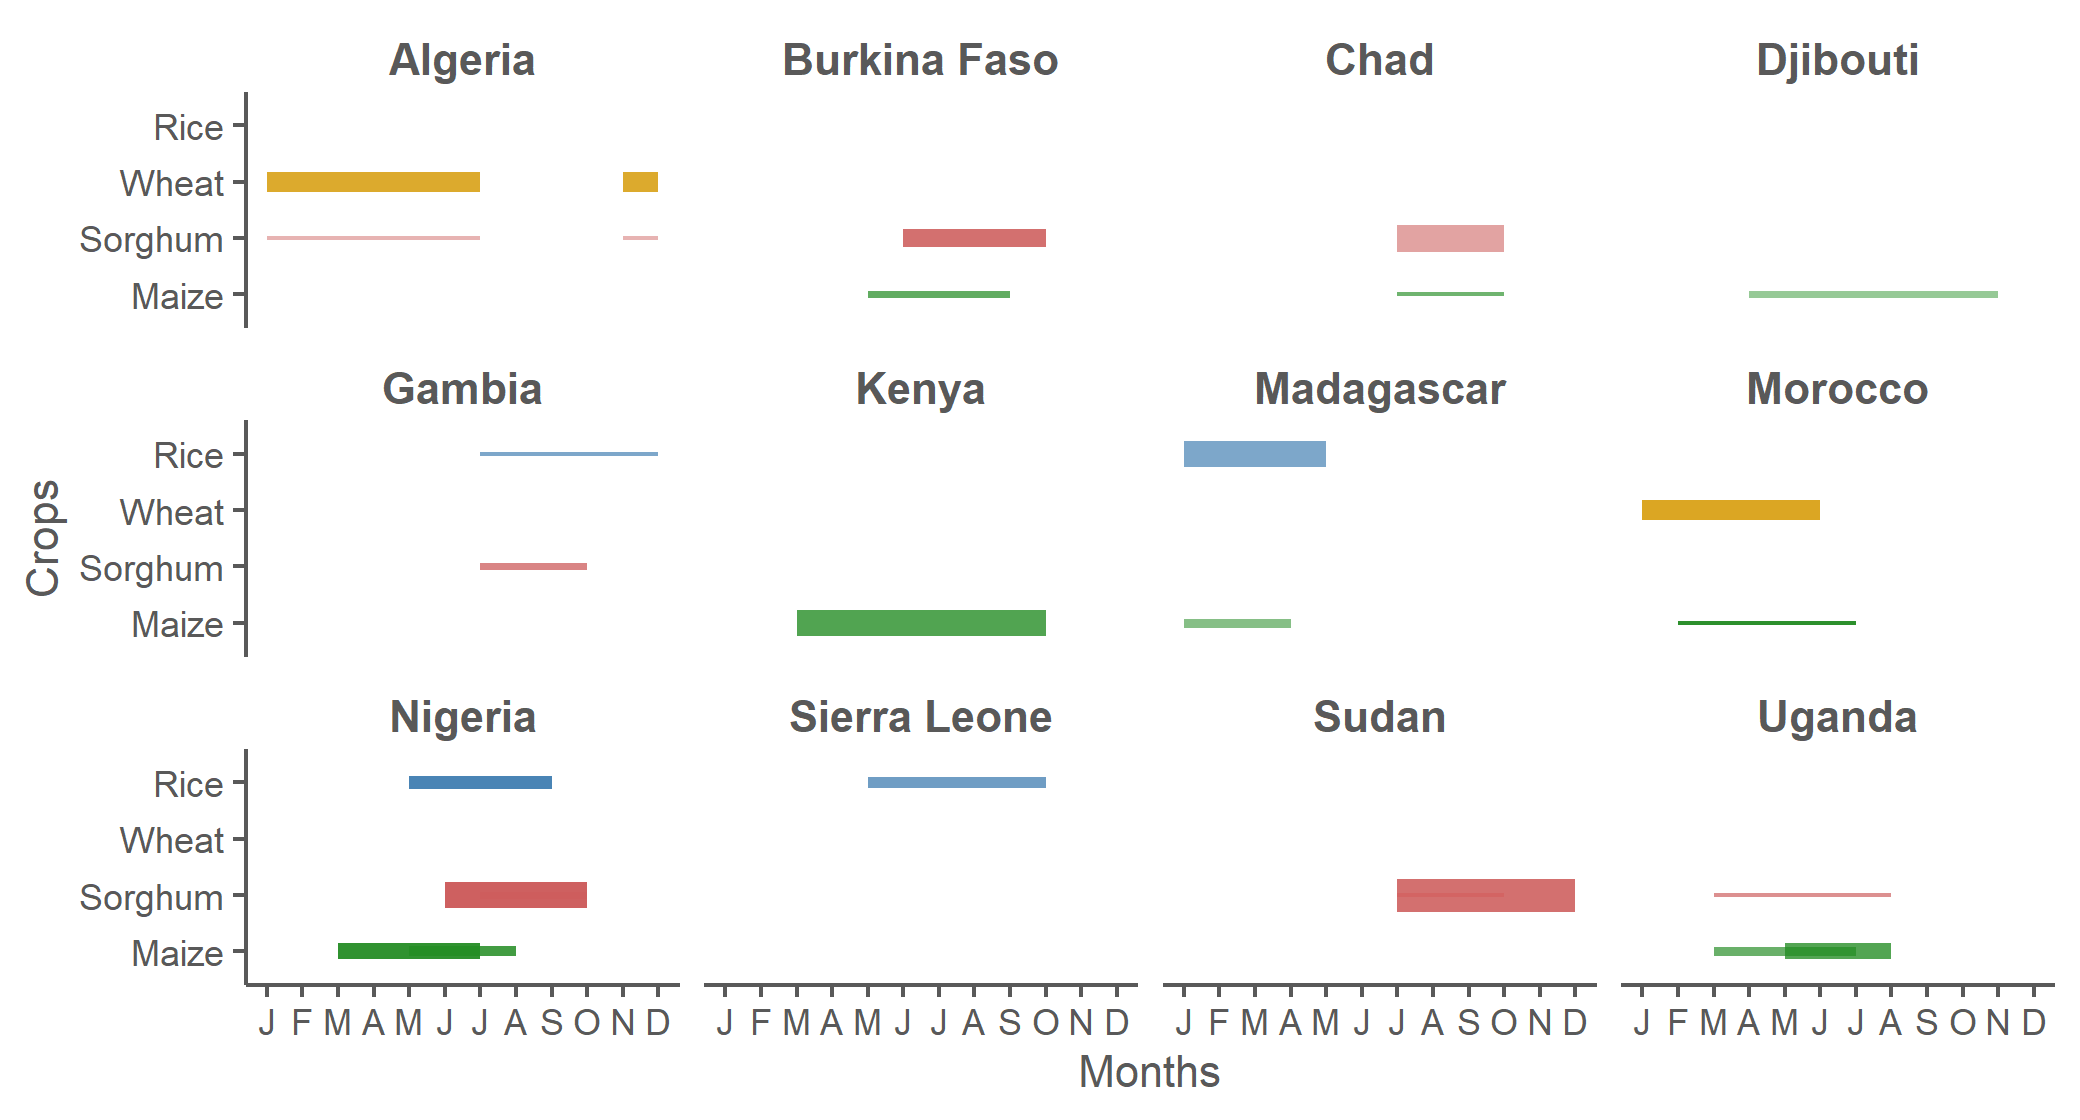 Algeria Burkina Faso Chad Djibouti
Rice
Wheat
Sorghum
Maize
Gambia Kenya Madagascar Morocco
Rice
Wheat
Sorghum
Maize
Crops
Nigeria Sierra Leone Sudan Uganda
Rice
Wheat
Sorghum
Maize
J F M A M J J A S O N D J F M A M J J A S O N D J F M A M J J A S O N D J F M A M J J A S O N D
Months